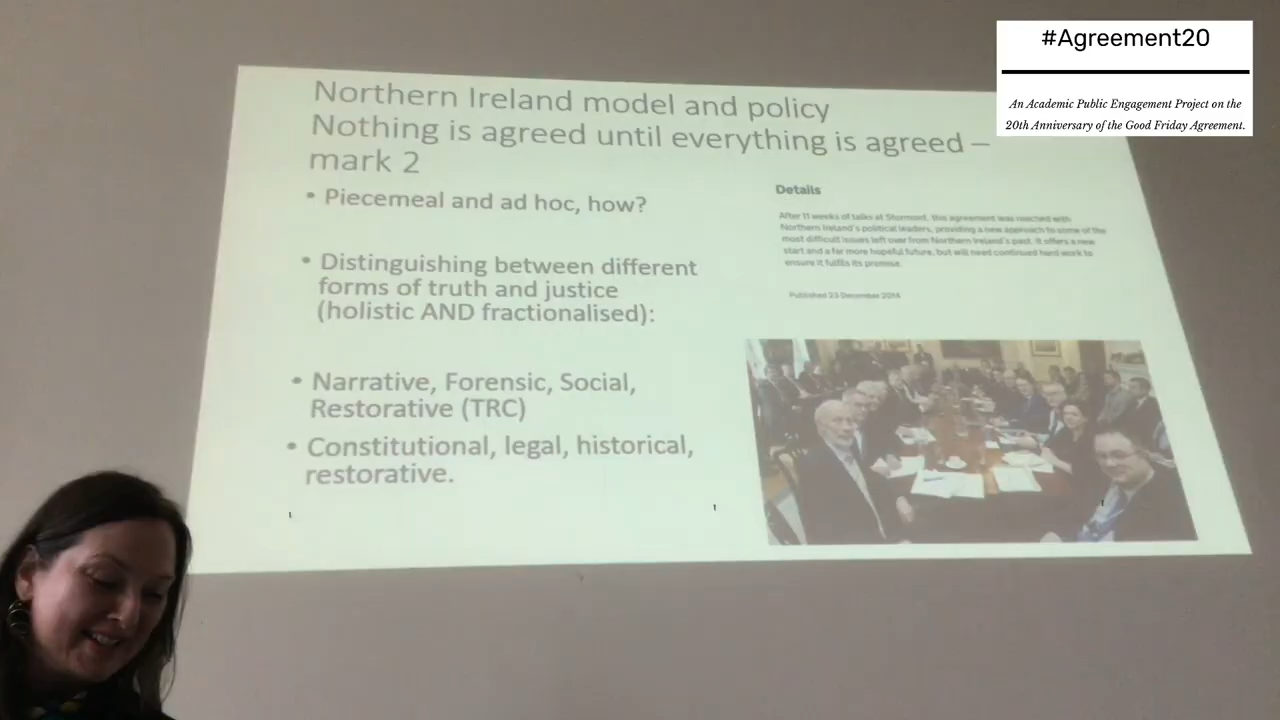 #Agreement20
An Academic Public Engagement Project on the
20th Anniversary of the Good Friday Agreement.
Northern Ireland model and policy
Nothing is agreed until everything is agreed –
mark 2
• Piecemeal and ad hoc, how?
• Distinguishing between different
forms of truth and justice
(holistic AND fractionalised):
• Narrative, Forensic, Social,
Restorative (TRC)
• Constitutional, legal, historical,
restorative.
Details
After 11 weeks of talks at Stormont, this agreement was reached with
Northern Ireland's political leaders, providing a new approach to some of the
most difficult issues left over from Northern Ireland's past. It offers a new
start and a far more hopeful future, but will need continued hard work to
ensure it fulfils its promise.
Published 23 December 2014